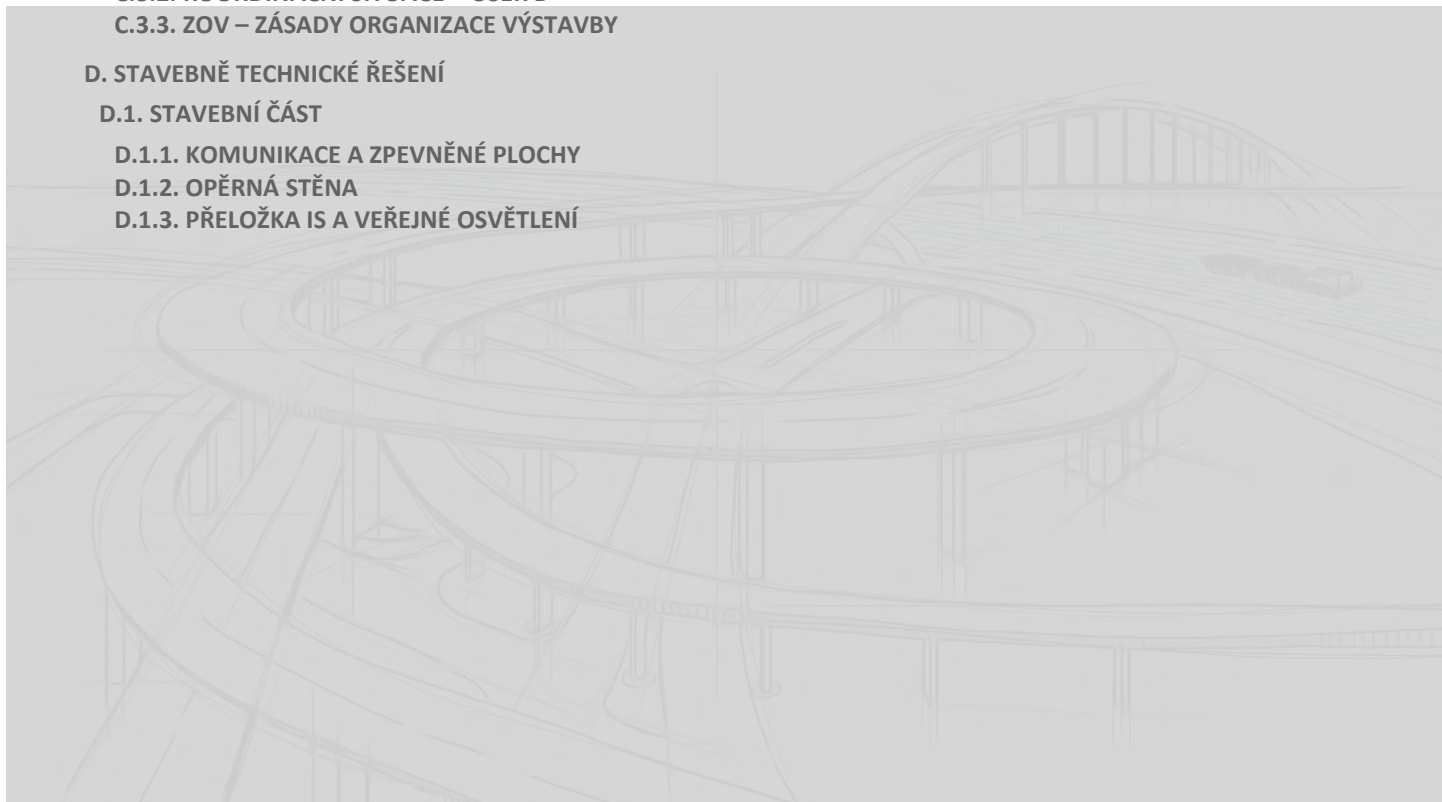 C.3.3. ZOV – ZÁSADY ORGANIZACE VÝSTAVBY
D. STAVEBNĚ TECHNICKÉ ŘEŠENÍ
D.1. STAVEBNÍ ČÁST
D.1.1. KOMUNIKACE A ZPEVNĚNÉ PLOCHY
D.1.2. OPĚRNÁ STĚNA
D.1.3. PŘELOŽKA IS A VEŘEJNÉ OSVĚTLENÍ